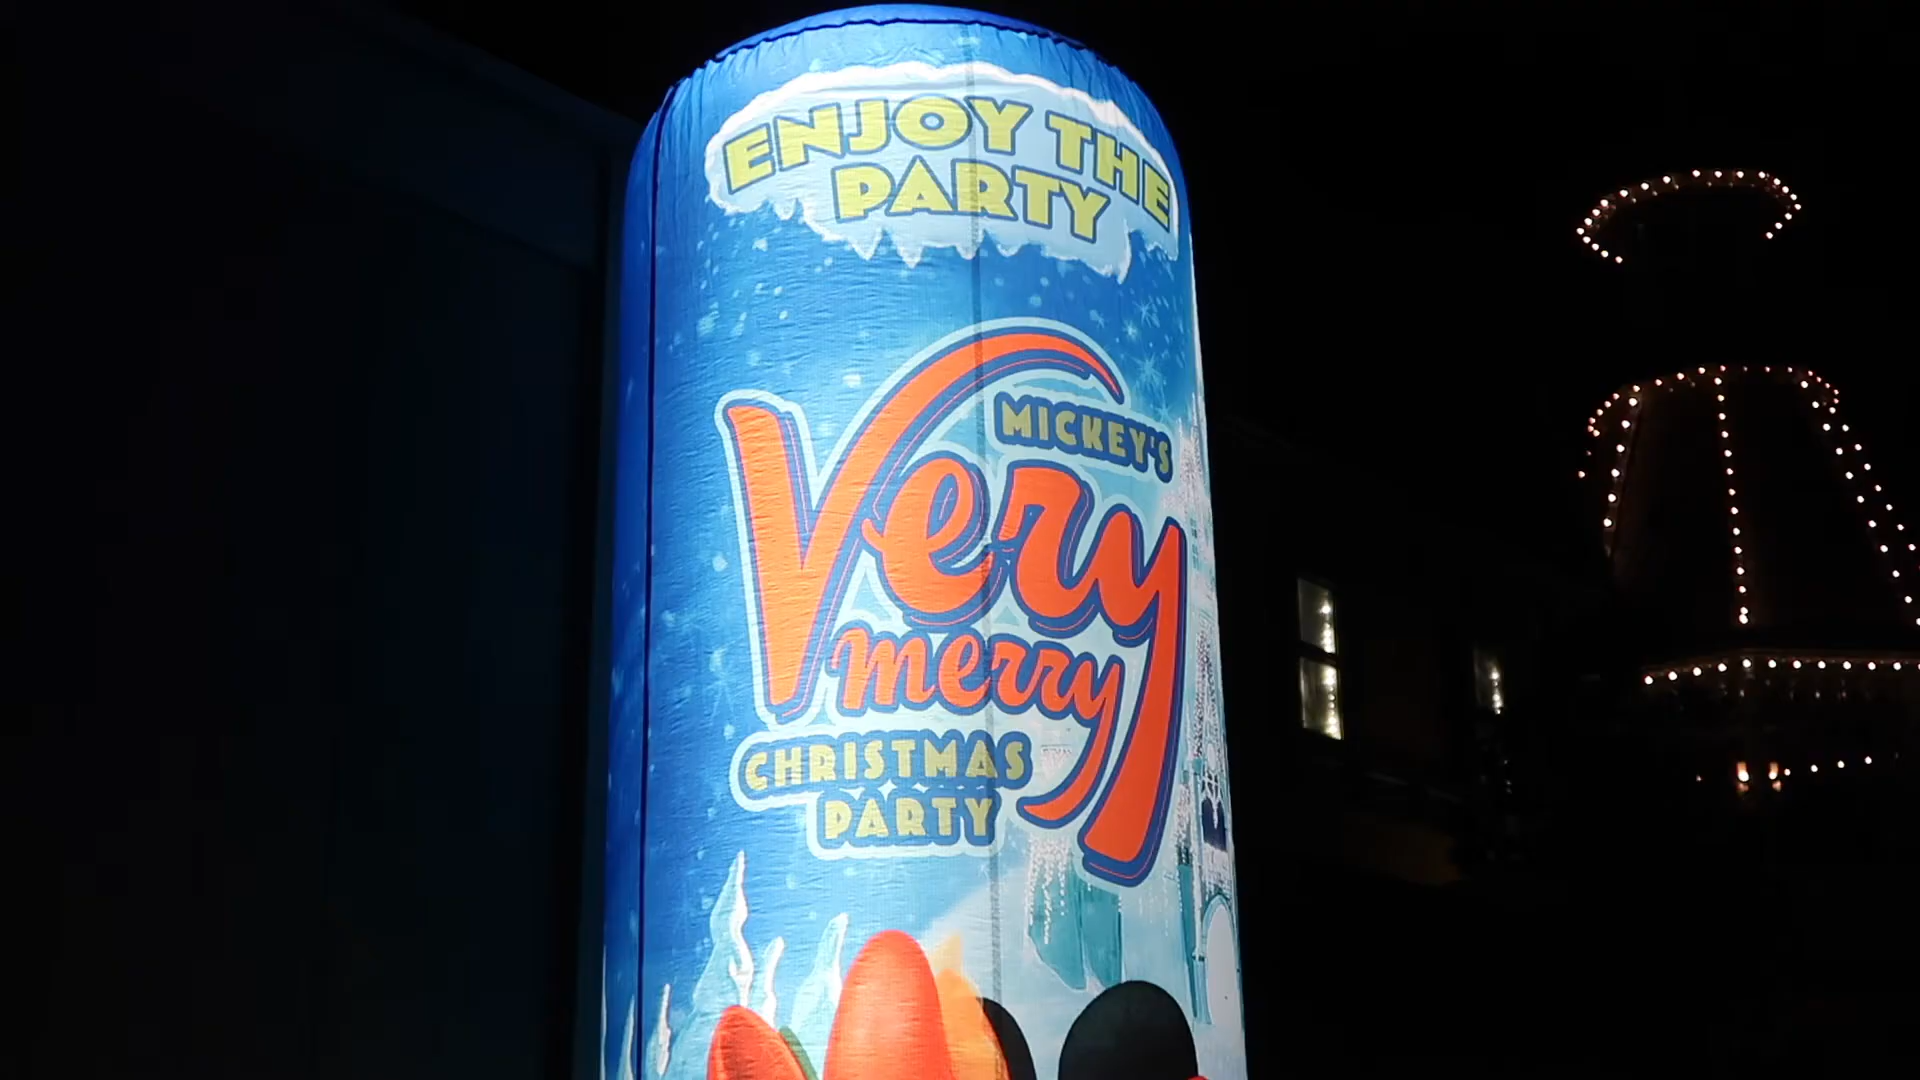 ENJOY THE
PARTY
MICKEY'S
Very
merry
CHRISTMAS
PARTY